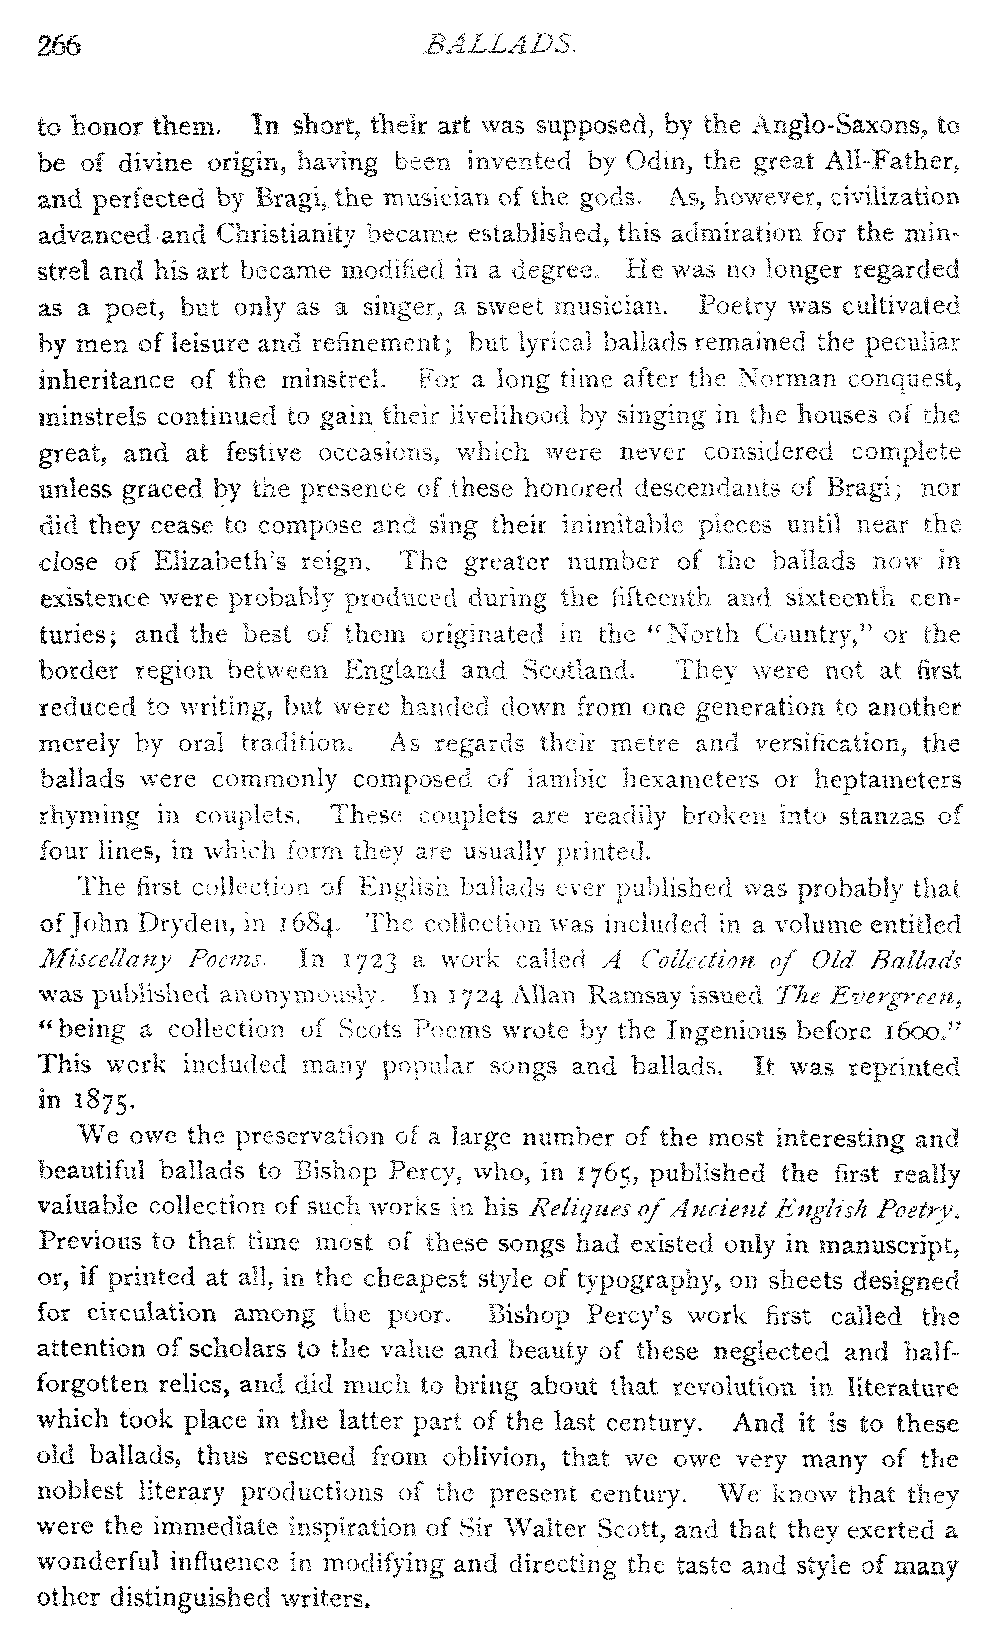 266 BALLADS.
to honor them. In short, their art was supposed, by the Anglo-Saxons, to
be of divine origin, having been invented by Odin, the great All-Father,
and perfected by Bragi, the musician of the gods. As, however, civilization
advanced and Christianity became established, this admiration for the min-
strel and his art became modified in a degree. He was no longer regarded
as a poet, but only as a singer, a sweet musician. Poetry was cultivated
by men of leisure and refinement; but lyrical ballads remained the peculiar
inheritance of the minstrel. For a long time after the Norman conquest,
minstrels continued to gain their livelihood by singing in the houses of the
great, and at festive occasions, which were never considered complete
unless graced by the presence of these honored descendants of Bragi; nor
did they cease to compose and sing their inimitable pieces until near the
close of Elizabeth's reign. The greater number of the ballads now in
existence were probably produced during the fifteenth and sixteenth cen-
turies; and the best of them originated in the "North Country," or the
border region between England and Scotland. They were not at first
reduced to writing, but were handed down from one generation to another
merely by oral tradition. As regards their metre and versification, the
ballads were commonly composed of iambic hexameters or heptameters
rhyming in couplets. These couplets are readily broken into stanzas of
four lines, in which form they are usually printed.
The first collection of English ballads ever published was probably that
of John Dryden, in 1684. The collection was included in a volume entitled
Miscellany Poems. In 1723 a work called A Collection of Old Ballads
was published anonymously. In 1724 Allan Ramsay issued The Evergreen,
"being a collection of Scots Poems wrote by the Ingenious before 1600."
This work included many popular songs and ballads. It was reprinted
in 1875.
We owe the preservation of a large number of the most interesting and
beautiful ballads to Bishop Percy, who, in 1765, published the first really
valuable collection of such works in his Reliques of Ancient English Poetry.
Previous to that time most of these songs had existed only in manuscript,
or, if printed at all, in the cheapest style of typography, on sheets designed
for circulation among the poor. Bishop Percy's work first called the
attention of scholars to the value and beauty of these neglected and half-
forgotten relics, and did much to bring about that revolution in literature
which took place in the latter part of the last century. And it is to these
old ballads, thus rescued from oblivion, that we owe very many of the
noblest literary productions of the present century. We know that they
were the immediate inspiration of Sir Walter Scott, and that they exerted a
wonderful influence in modifying and directing the taste and style of many
other distinguished writers.